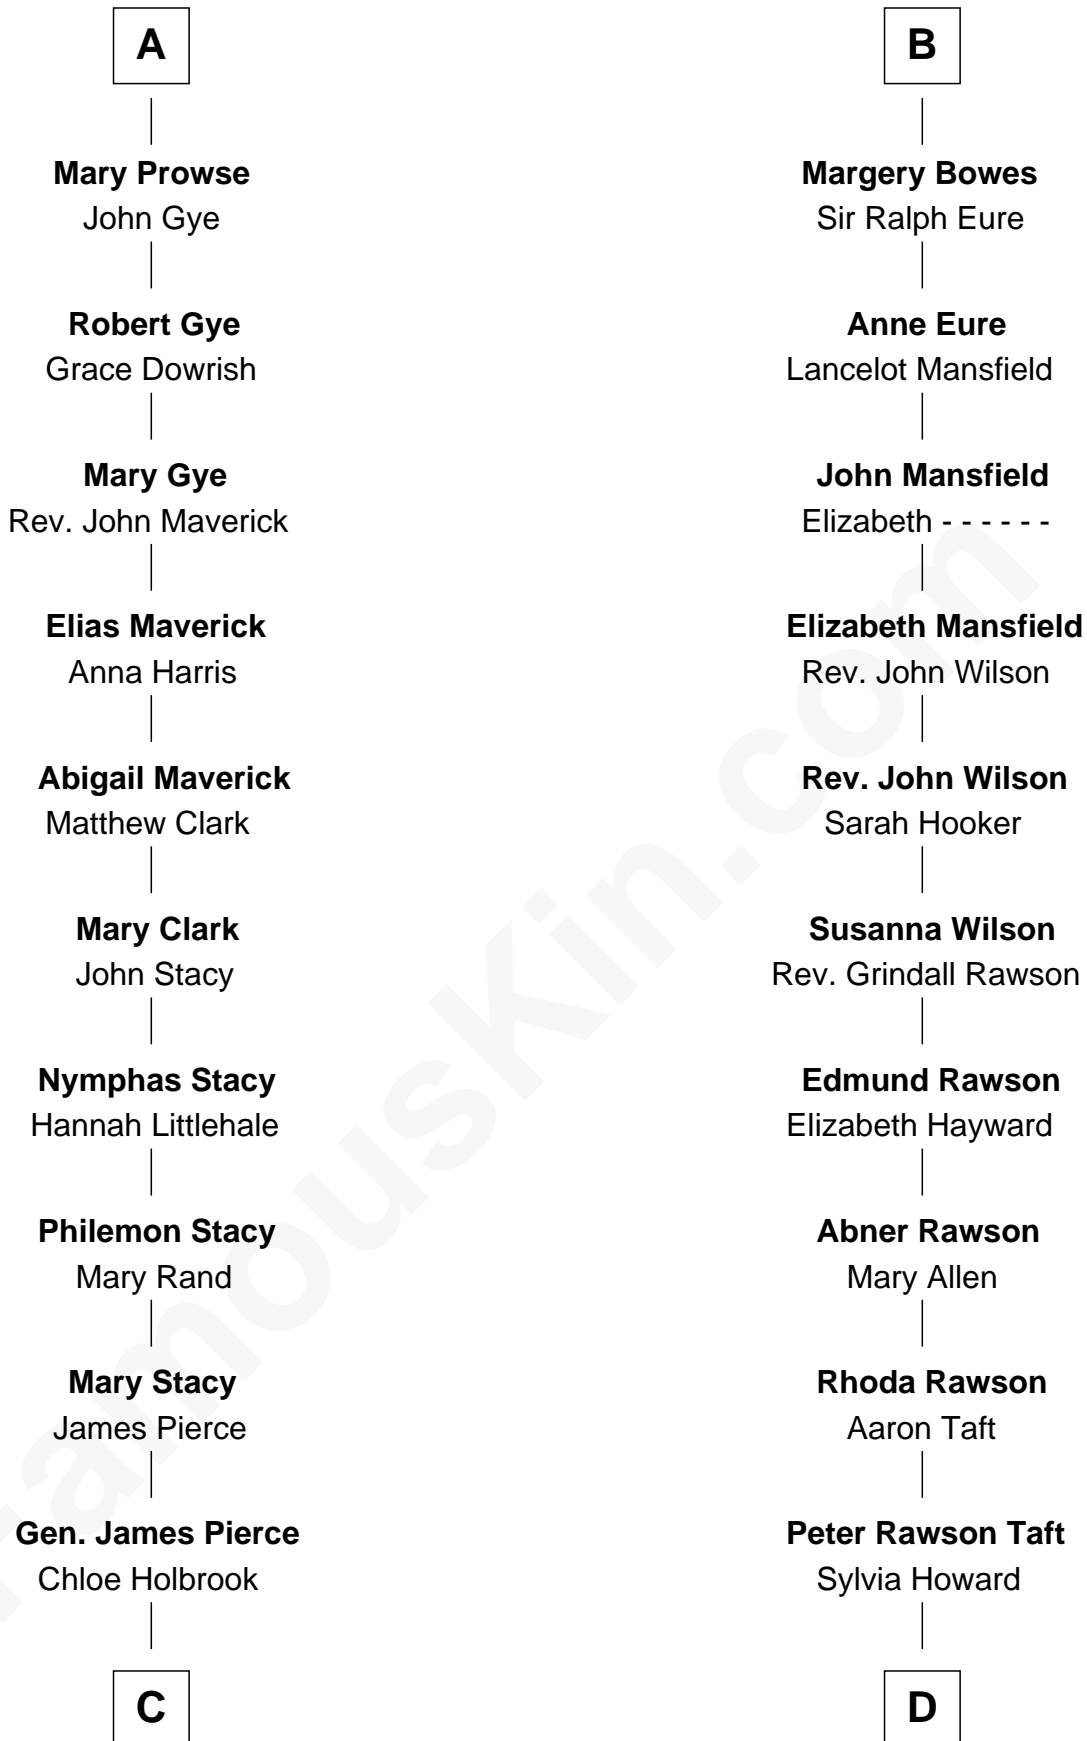 A
Mary Prowse
John Gye
Robert Gye
Grace Dowrish
Mary Gye
Rev. John Maverick
Elias Maverick
Anna Harris
Abigail Maverick
Matthew Clark
Mary Clark
John Stacy
Nymphas Stacy
Hannah Littlehale
Philemon Stacy
Mary Rand
Mary Stacy
James Pierce
Gen. James Pierce
Chloe Holbrook
C
B
Margery Bowes
Sir Ralph Eure
Anne Eure
Lancelot Mansfield
John Mansfield
Elizabeth - - - - - -
Elizabeth Mansfield
Rev. John Wilson
Rev. John Wilson
Sarah Hooker
Susanna Wilson
Rev. Grindall Rawson
Edmund Rawson
Elizabeth Hayward
Abner Rawson
Mary Allen
Rhoda Rawson
Aaron Taft
Peter Rawson Taft
Sylvia Howard
D
FamousKin.com